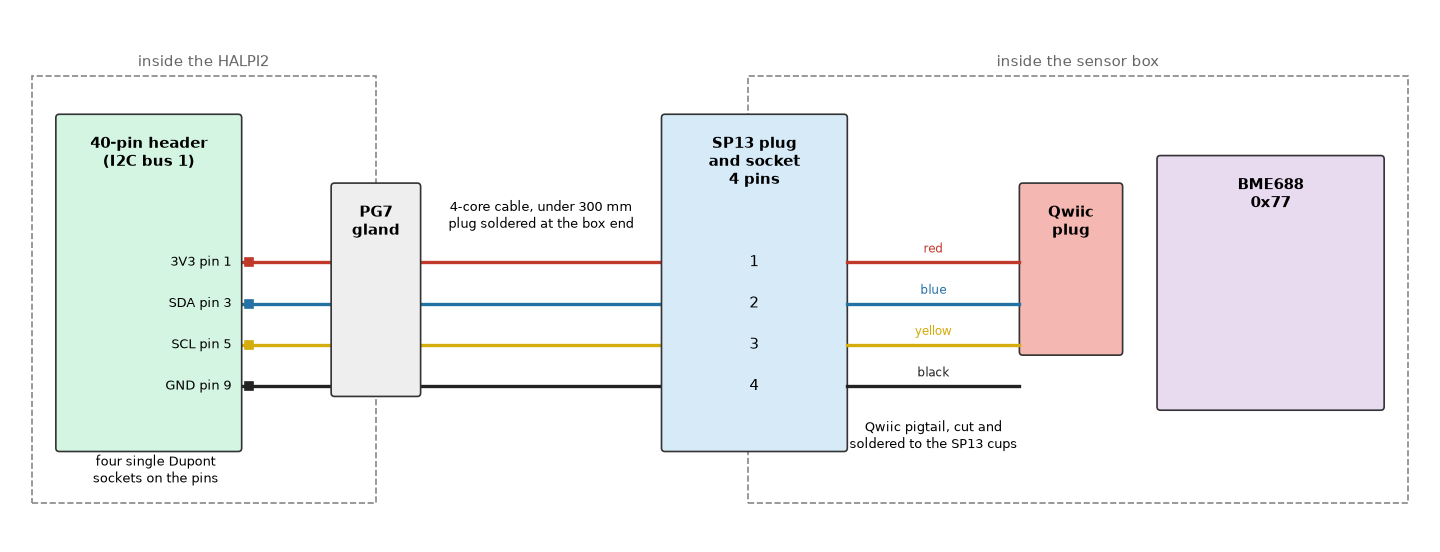 inside the HALPI2
inside the sensor box
40-pin header
(I2C bus 1)
3V3 pin 1
SDA pin 3
SCL pin 5
GND pin 9
four single Dupont
sockets on the pins
PG7
gland
4-core cable, under 300 mm
plug soldered at the box end
SP13 plug
and socket
4 pins
1
2
3
4
red
blue
yellow
black
Qwiic pigtail, cut and
soldered to the SP13 cups
Qwiic
plug
BME688
0x77